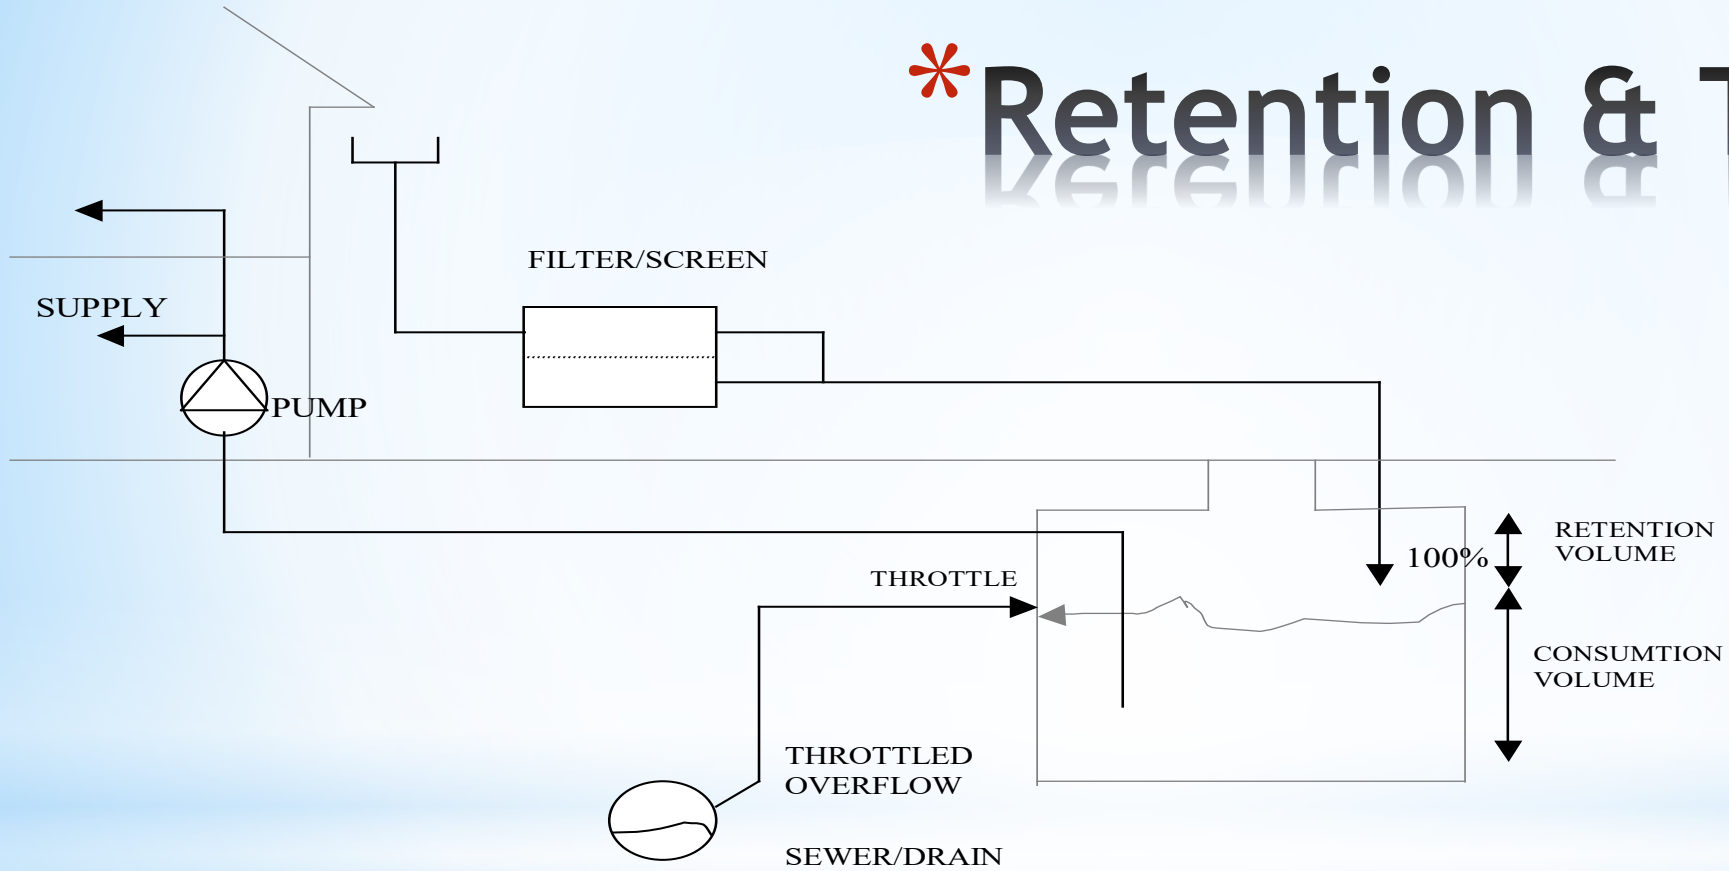 *Retention & T
FILTER/SCREEN
SUPPLY
PUMP
RETENTION
VOLUME
100%
THROTTLE
CONSUMTION
VOLUME
THROTTLED
OVERFLOW
SEWER/DRAIN